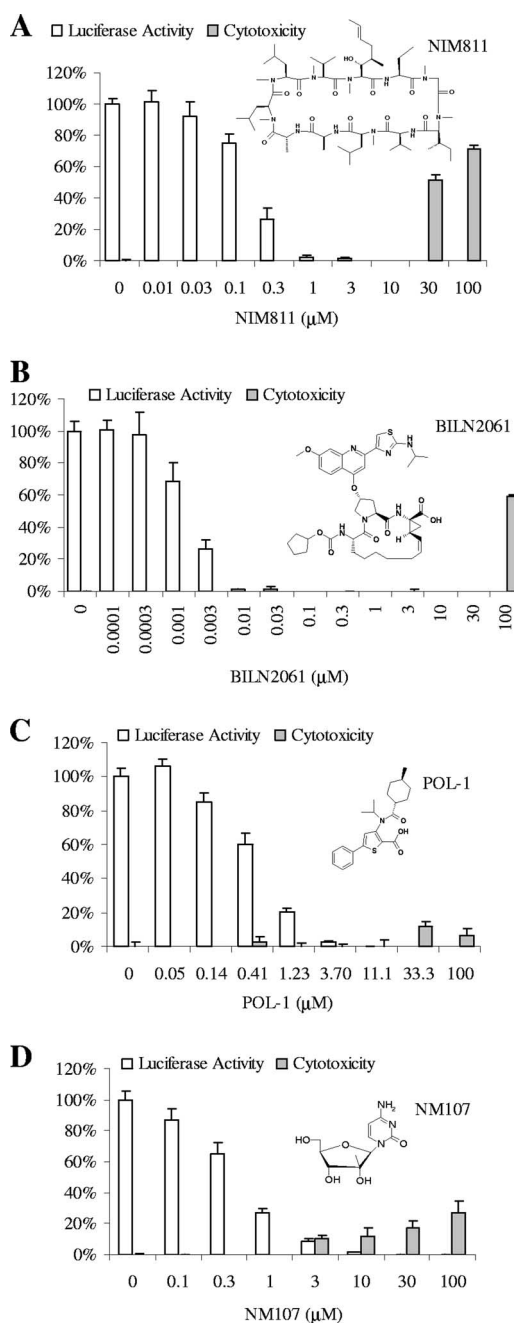 A
Luciferase Activity Cytotoxicity
NIM811
120%
100%
80%
60%
40%
20%
0%
0 0.01 0.03 0.1 0.3 1 3 10 30 100
NIM811 (μM)
B
Luciferase Activity Cytotoxicity
BILN2061
120%
100%
80%
60%
40%
20%
0%
0 0.0001 0.0003 0.001 0.003 0.01 0.03 0.1 0.3 1 3 10 30 100
BILN2061 (μM)
C
Luciferase Activity Cytotoxicity
POL-1
120%
100%
80%
60%
40%
20%
0%
0 0.05 0.14 0.41 1.23 3.70 11.1 33.3 100
POL-1 (μM)
D
Luciferase Activity Cytotoxicity
NM107
120%
100%
80%
60%
40%
20%
0%
NH₂
N
N
O
HO
O
OH
OH
0 0.1 0.3 1 3 10 30 100
NM107 (μM)